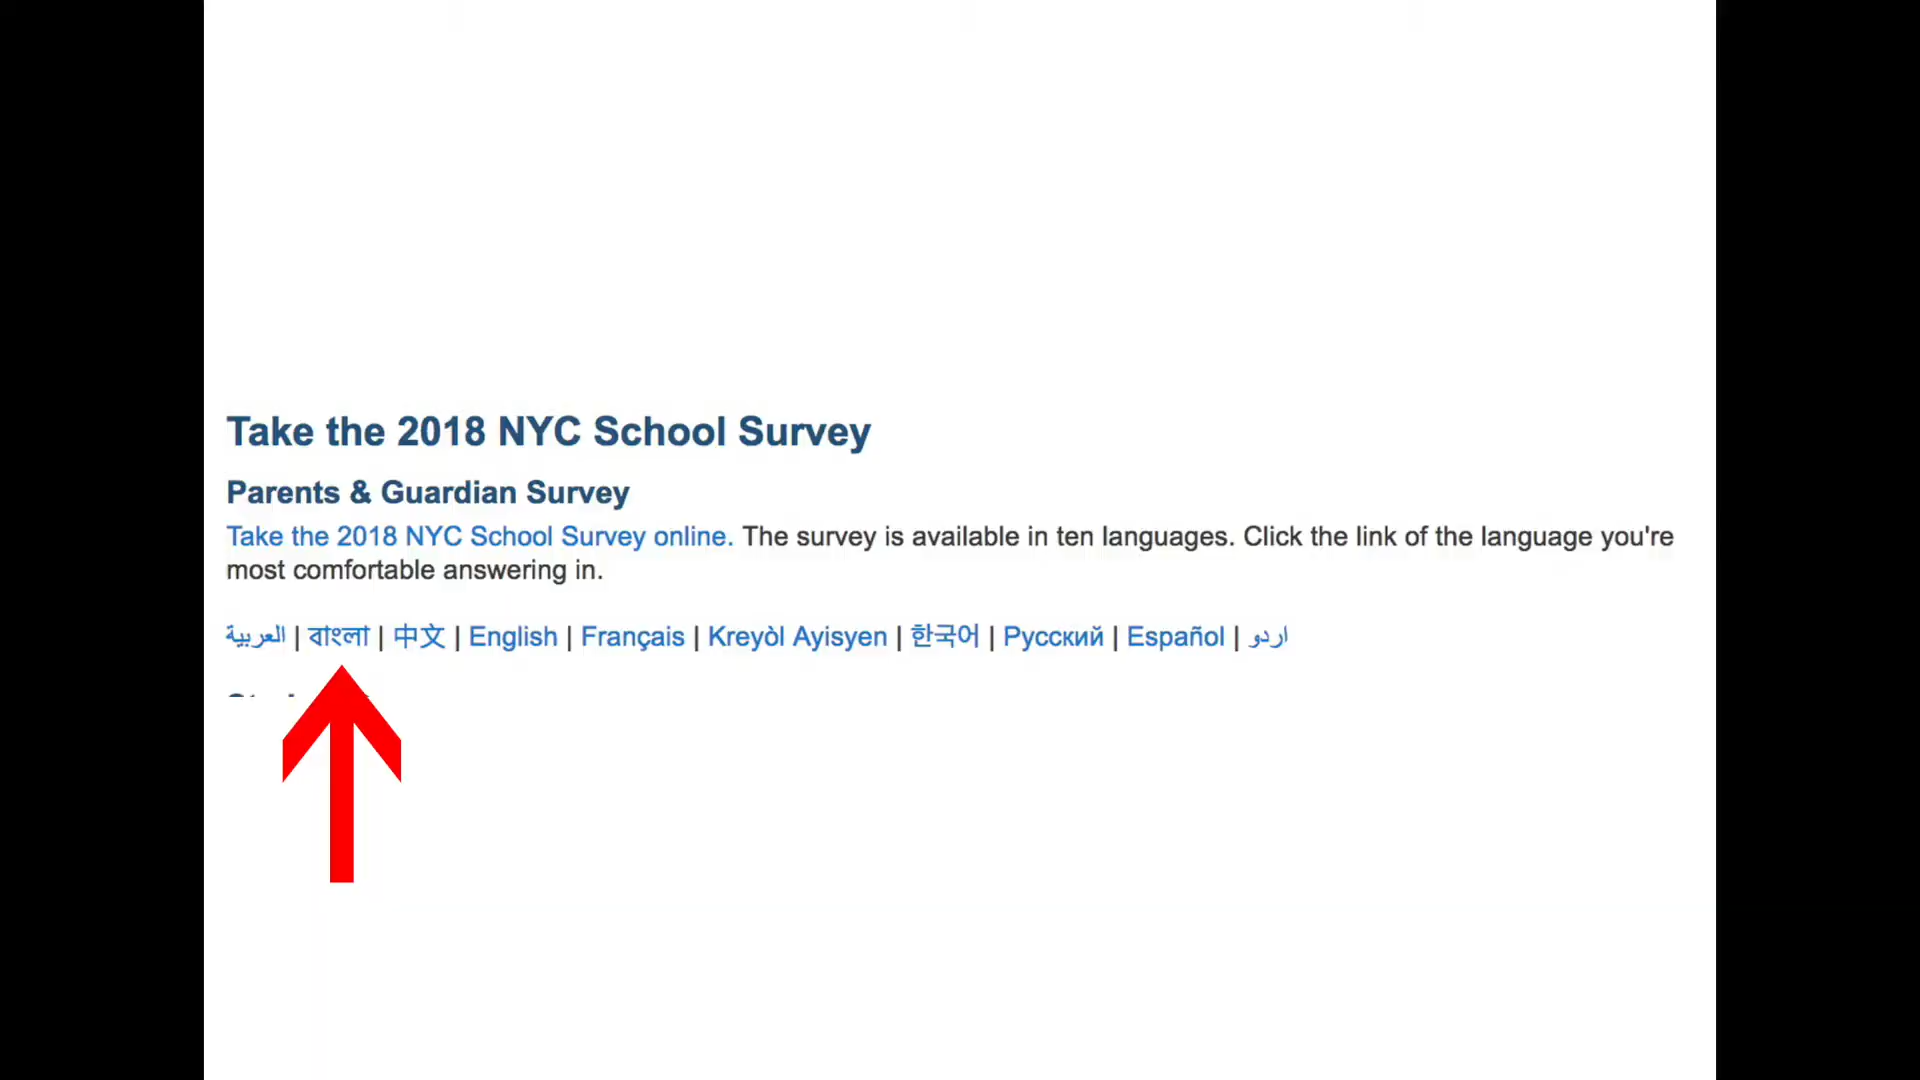 Take the 2018 NYC School Survey
Parents & Guardian Survey
Take the 2018 NYC School Survey online. The survey is available in ten languages. Click the link of the language you're
most comfortable answering in.
العربية | বাংলা | 中文 | English | Français | Kreyòl Ayisyen | 한국어 | Русский | Español | اردو